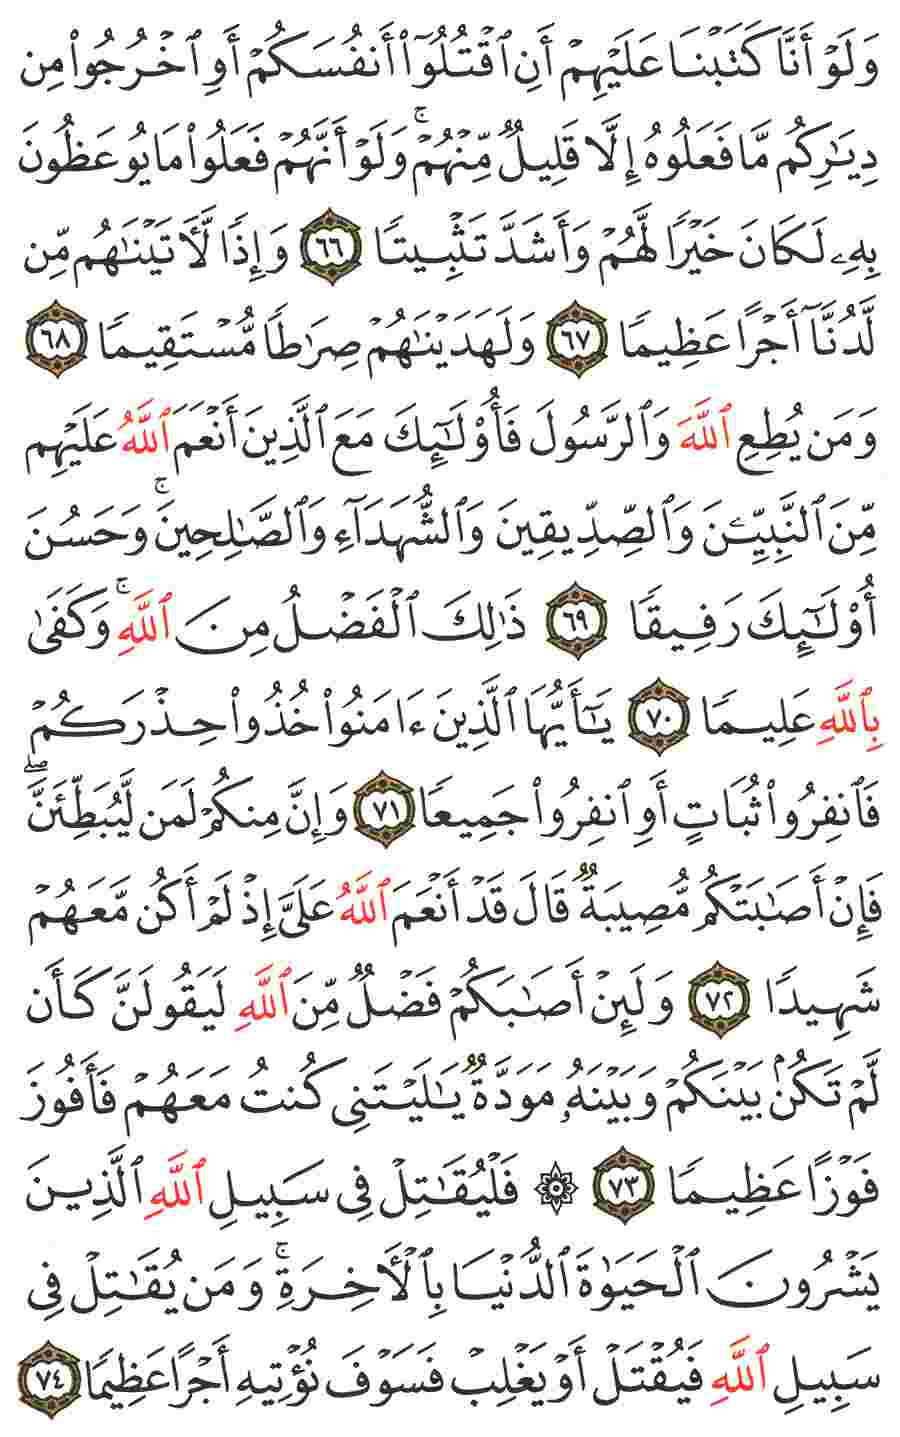 وَلَوۡ أَنَّا كَتَبۡنَا عَلَيۡهِمۡ أَنِ ٱقۡتُلُوٓاْ أَنفُسَكُمۡ أَوِ ٱخۡرُجُواْ مِن
دِيَٰرِكُم مَّا فَعَلُوهُ إِلَّا قَلِيلٞ مِّنۡهُمۡۚ وَلَوۡ أَنَّهُمۡ فَعَلُواْ مَا يُوعَظُونَ
بِهِۦ لَكَانَ خَيۡرٗا لَّهُمۡ وَأَشَدَّ تَثۡبِيتٗا ٦٦ وَإِذٗا لَّأٓتَيۡنَٰهُم مِّن
لَّدُنَّآ أَجۡرًا عَظِيمٗا ٦٧ وَلَهَدَيۡنَٰهُمۡ صِرَٰطٗا مُّسۡتَقِيمٗا ٦٨
وَمَن يُطِعِ ٱللَّهَ وَٱلرَّسُولَ فَأُوْلَٰٓئِكَ مَعَ ٱلَّذِينَ أَنۡعَمَ ٱللَّهُ عَلَيۡهِم
مِّنَ ٱلنَّبِيِّـۧنَ وَٱلصِّدِّيقِينَ وَٱلشُّهَدَآءِ وَٱلصَّٰلِحِينَۚ وَحَسُنَ
أُوْلَٰٓئِكَ رَفِيقٗا ٦٩ ذَٰلِكَ ٱلۡفَضۡلُ مِنَ ٱللَّهِۚ وَكَفَىٰ
بِٱللَّهِ عَلِيمٗا ٧٠ يَٰٓأَيُّهَا ٱلَّذِينَ ءَامَنُواْ خُذُواْ حِذۡرَكُمۡ
فَٱنفِرُواْ ثُبَاتٍ أَوِ ٱنفِرُواْ جَمِيعٗا ٧١ وَإِنَّ مِنكُمۡ لَمَن لَّيُبَطِّئَنَّۖ
فَإِنۡ أَصَٰبَتۡكُم مُّصِيبَةٞ قَالَ قَدۡ أَنۡعَمَ ٱللَّهُ عَلَيَّ إِذۡ لَمۡ أَكُن مَّعَهُمۡ
شَهِيدٗا ٧٢ وَلَئِنۡ أَصَٰبَكُمۡ فَضۡلٞ مِّنَ ٱللَّهِ لَيَقُولَنَّ كَأَن
لَّمۡ تَكُنۢ بَيۡنَكُمۡ وَبَيۡنَهُۥ مَوَدَّةٞ يَٰلَيۡتَنِي كُنتُ مَعَهُمۡ فَأَفُوزَ
فَوۡزًا عَظِيمٗا ٧٣ ۞ فَلۡيُقَٰتِلۡ فِي سَبِيلِ ٱللَّهِ ٱلَّذِينَ
يَشۡرُونَ ٱلۡحَيَوٰةَ ٱلدُّنۡيَا بِٱلۡأٓخِرَةِۚ وَمَن يُقَٰتِلۡ فِي
سَبِيلِ ٱللَّهِ فَيُقۡتَلۡ أَوۡ يَغۡلِبۡ فَسَوۡفَ نُؤۡتِيهِ أَجۡرًا عَظِيمٗا ٧٤